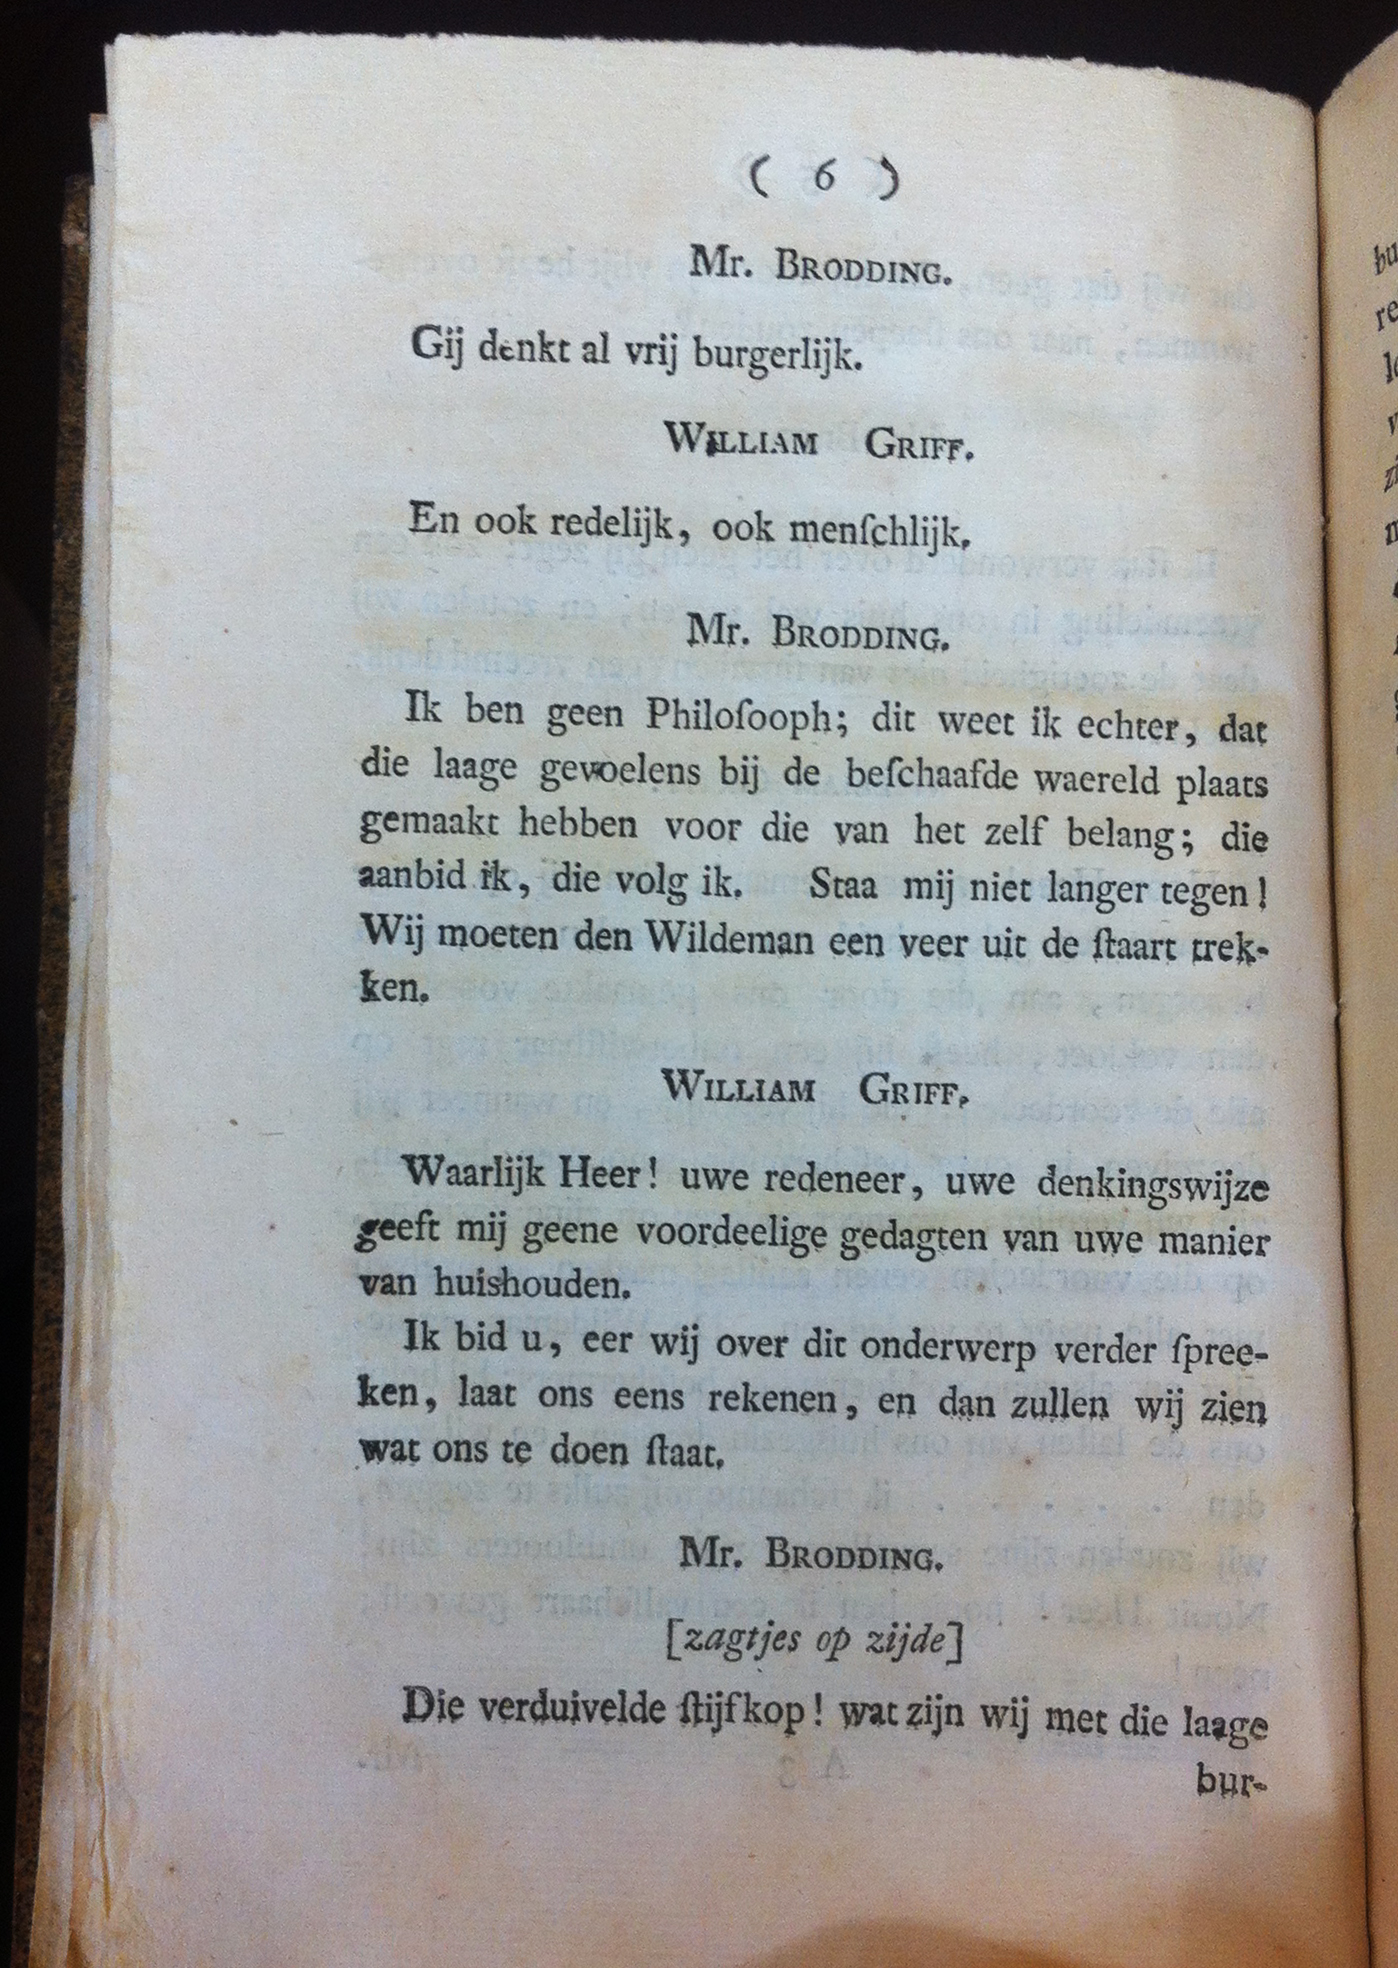 ( 6 )
Mr. BRODDING.
Gij denkt al vrij burgerlijk.
WILLIAM GRIFF.
En ook redelijk, ook menſchlijk.
Mr. BRODDING.
Ik ben geen Philoſooph; dit weet ik echter, dat
die laage gevoelens bij de beſchaafde waereld plaats
gemaakt hebben voor die van het zelf belang; die
aanbid ik, die volg ik. Staa mij niet langer tegen!
Wij moeten den Wildeman een veer uit de ſtaart trek-
ken.
WILLIAM GRIFF.
Waarlijk Heer! uwe redeneer, uwe denkingswijze
geeft mij geene voordeelige gedagten van uwe manier
van huishouden.
Ik bid u, eer wij over dit onderwerp verder ſpree-
ken, laat ons eens rekenen, en dan zullen wij zien
wat ons te doen ſtaat.
Mr. BRODDING.
[zagtjes op zijde]
Die verduivelde ſtijfkop! wat zijn wij met die laage
bur-